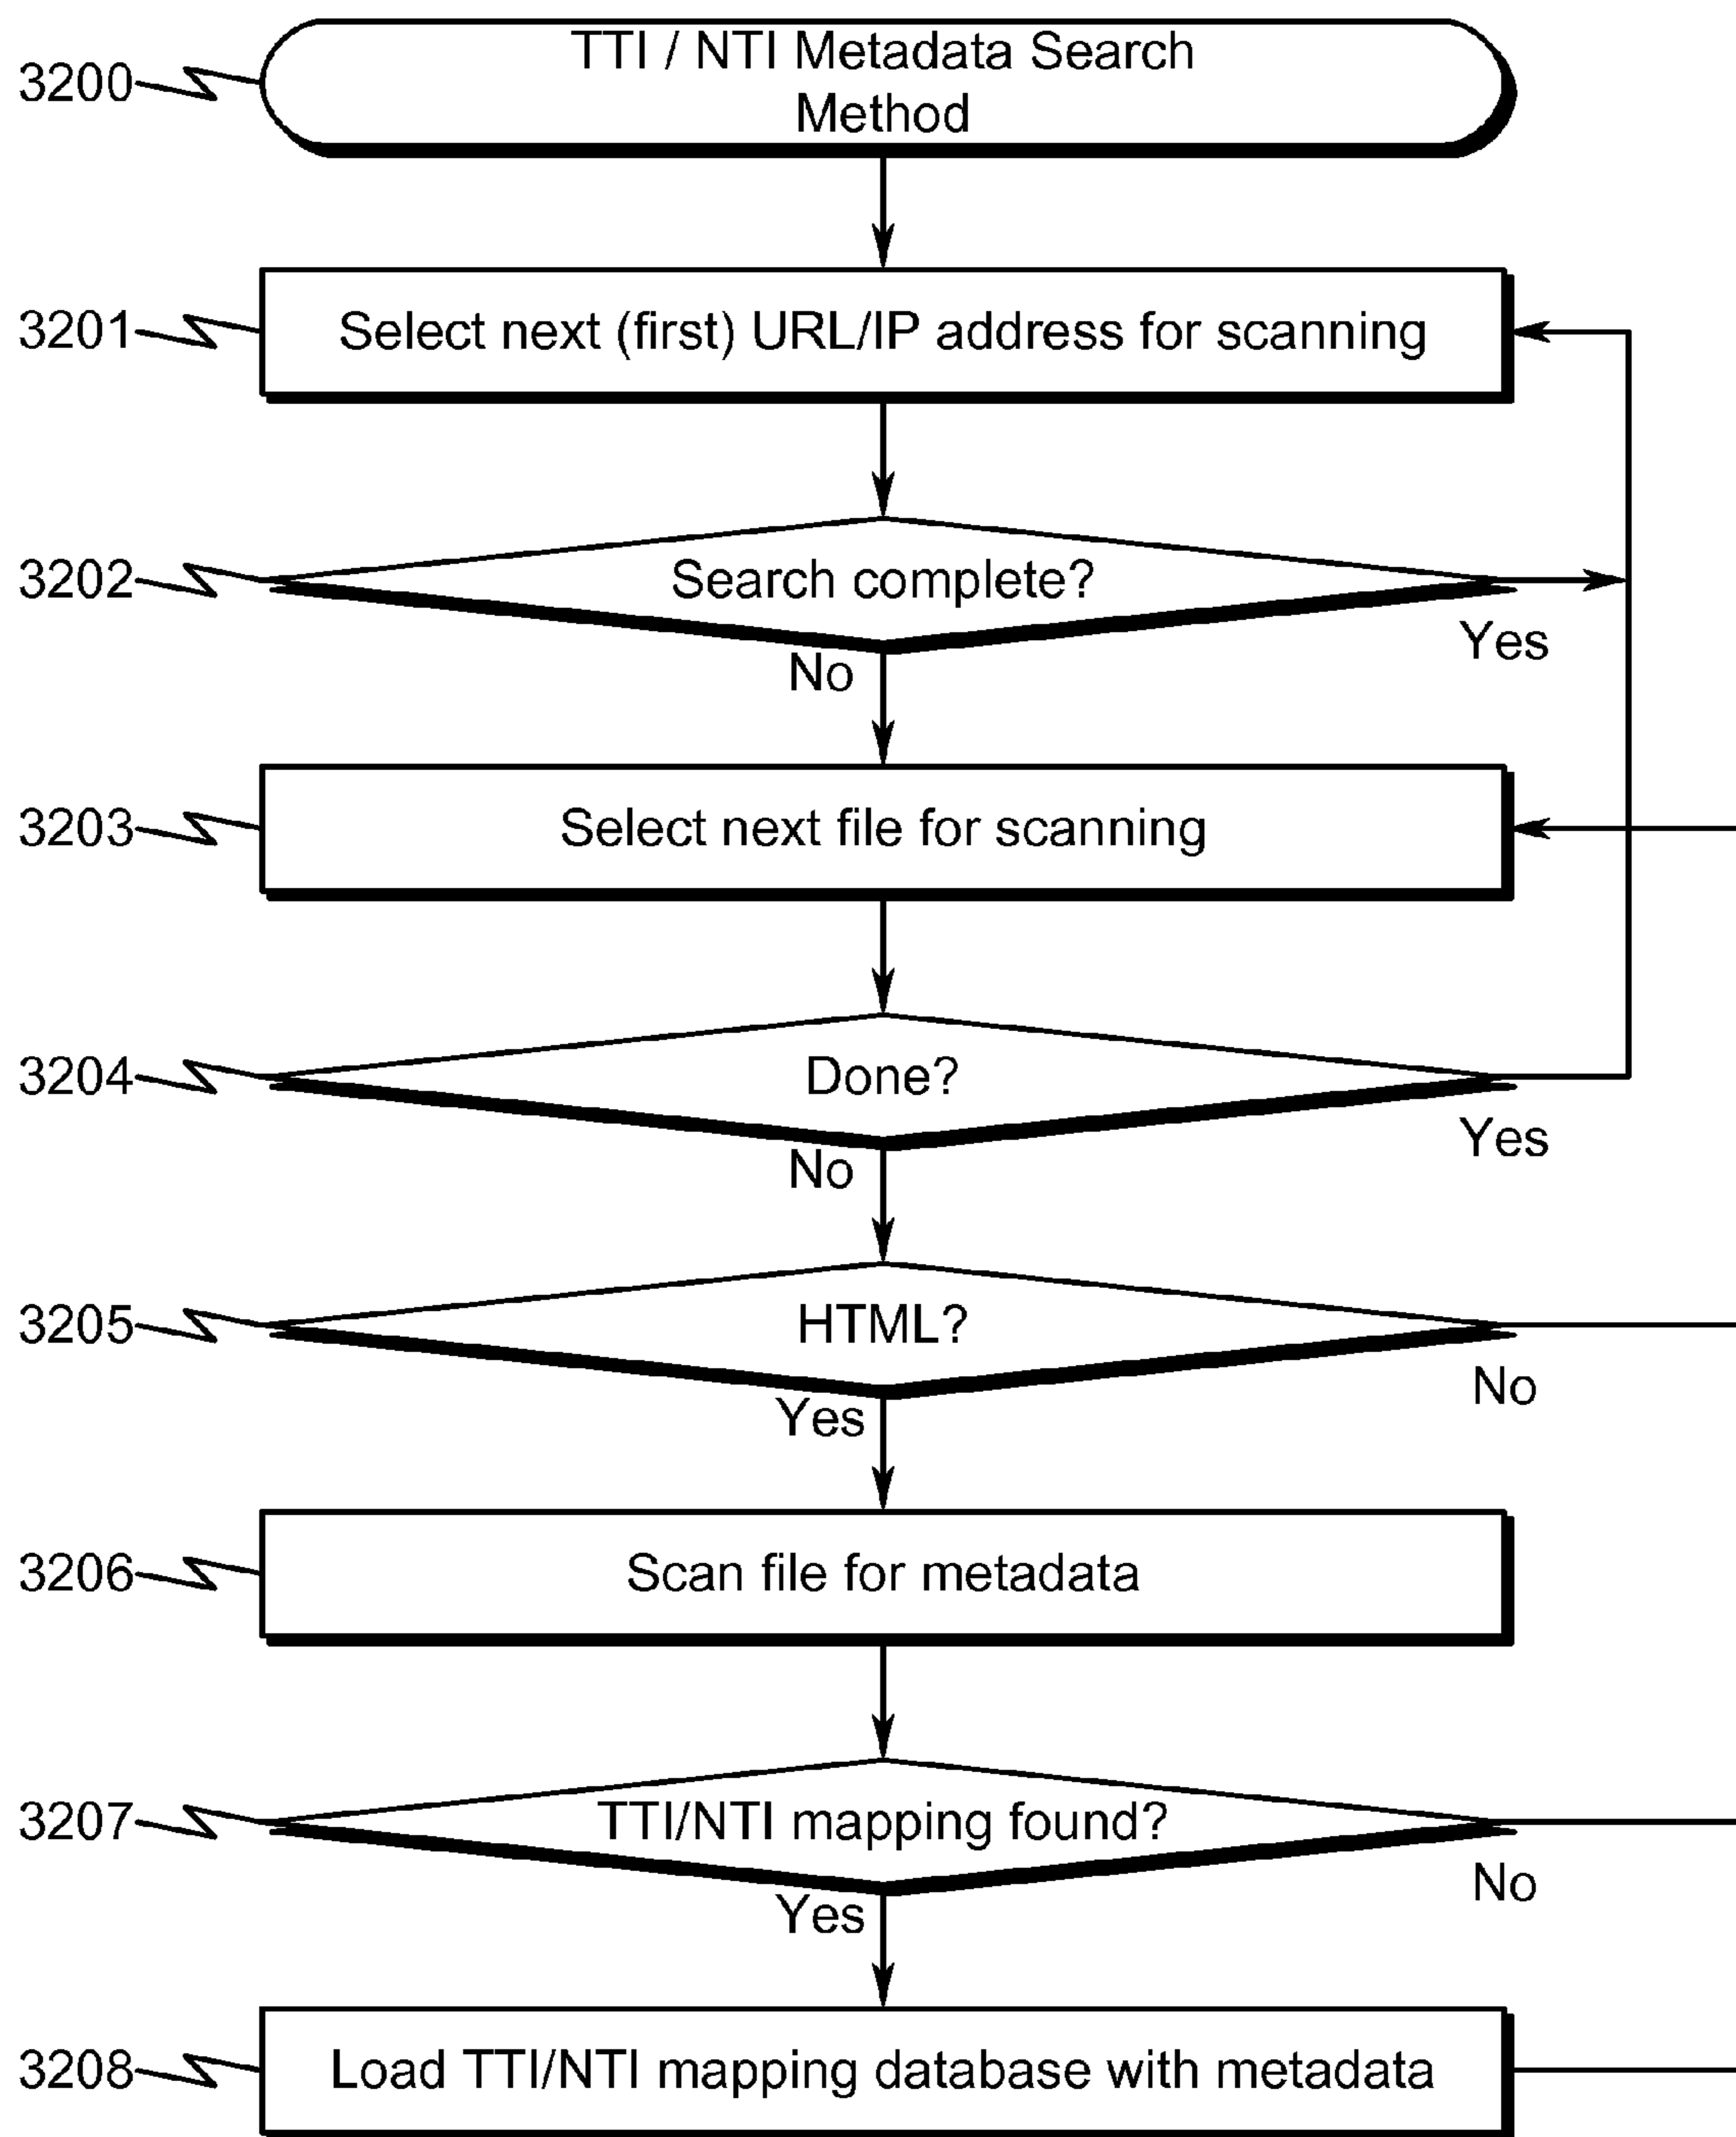 TTI / NTI Metadata Search
3200
Method
3201
Select next (first) URL/IP address for scanning
3202
Search complete?
Yes
No
3203
Select next file for scanning
3204
Done?
Yes
No
3205
HTML?
No
Yes
3206
Scan file for metadata
3207
TTI/NTI mapping found?
No
Yes
3208
Load TTI/NTI mapping database with metadata